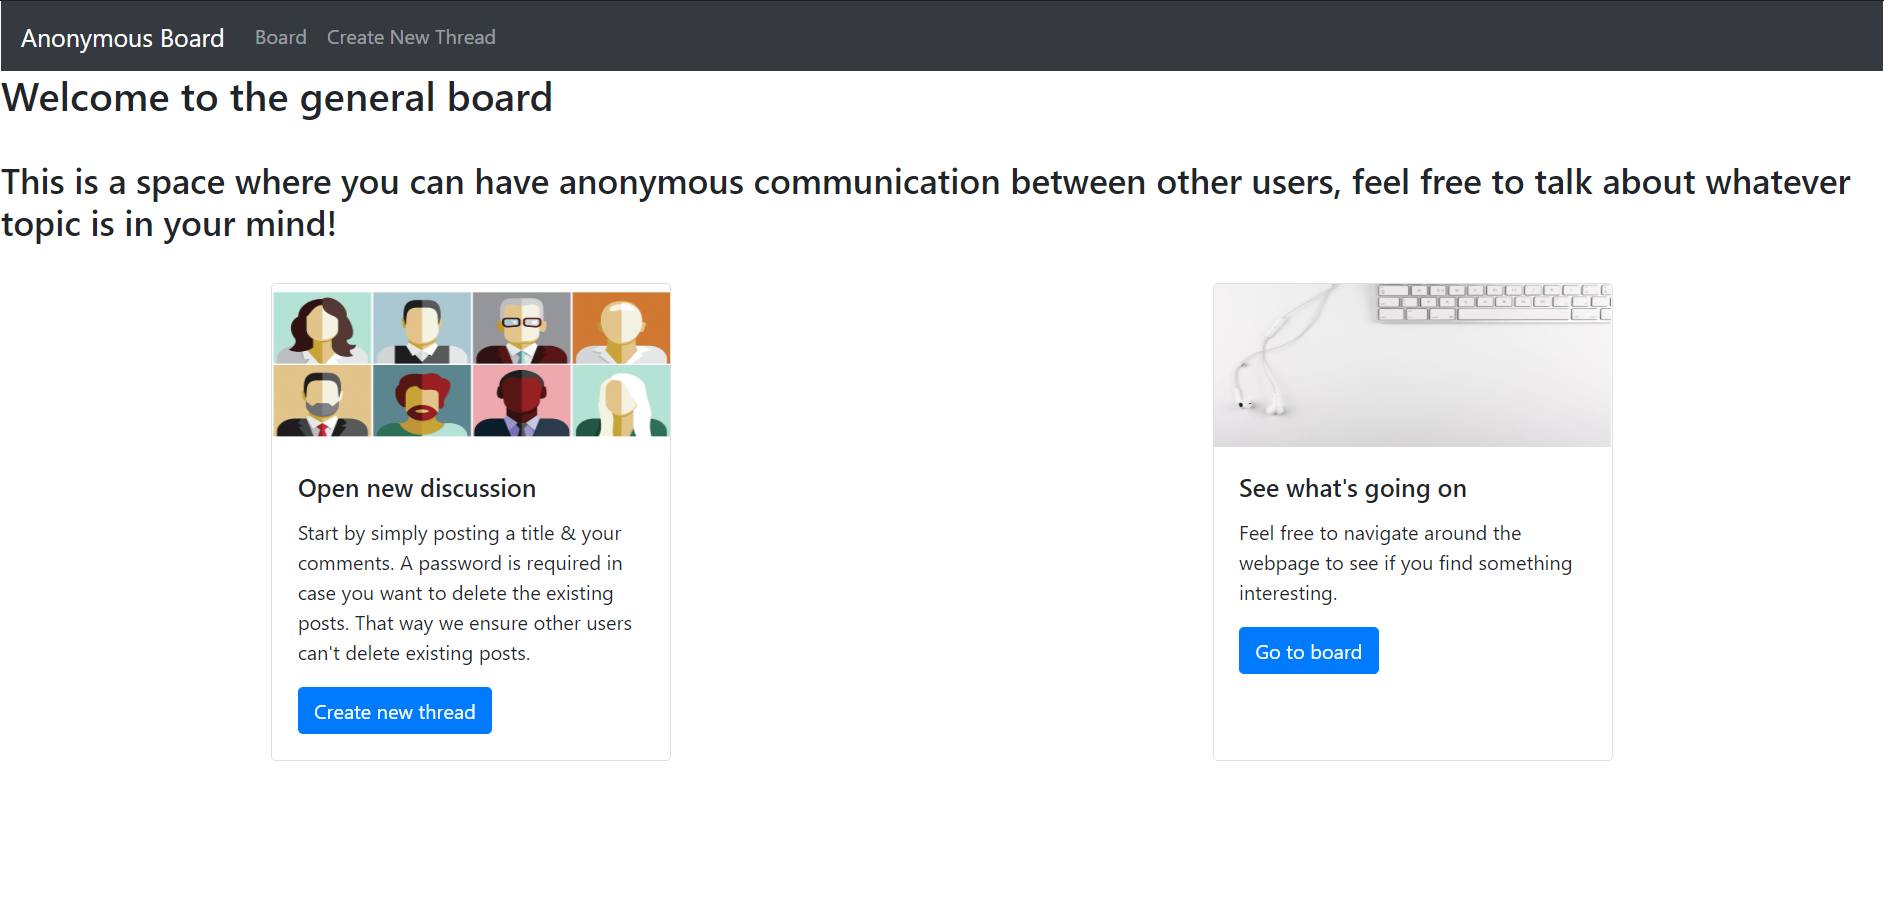 Anonymous Board Board Create New Thread
Welcome to the general board
This is a space where you can have anonymous communication between other users, feel free to talk about whatever
topic is in your mind!
Open new discussion
Start by simply posting a title & your
comments. A password is required in
case you want to delete the existing
posts. That way we ensure other users
can't delete existing posts.
Create new thread
See what's going on
Feel free to navigate around the
webpage to see if you find something
interesting.
Go to board